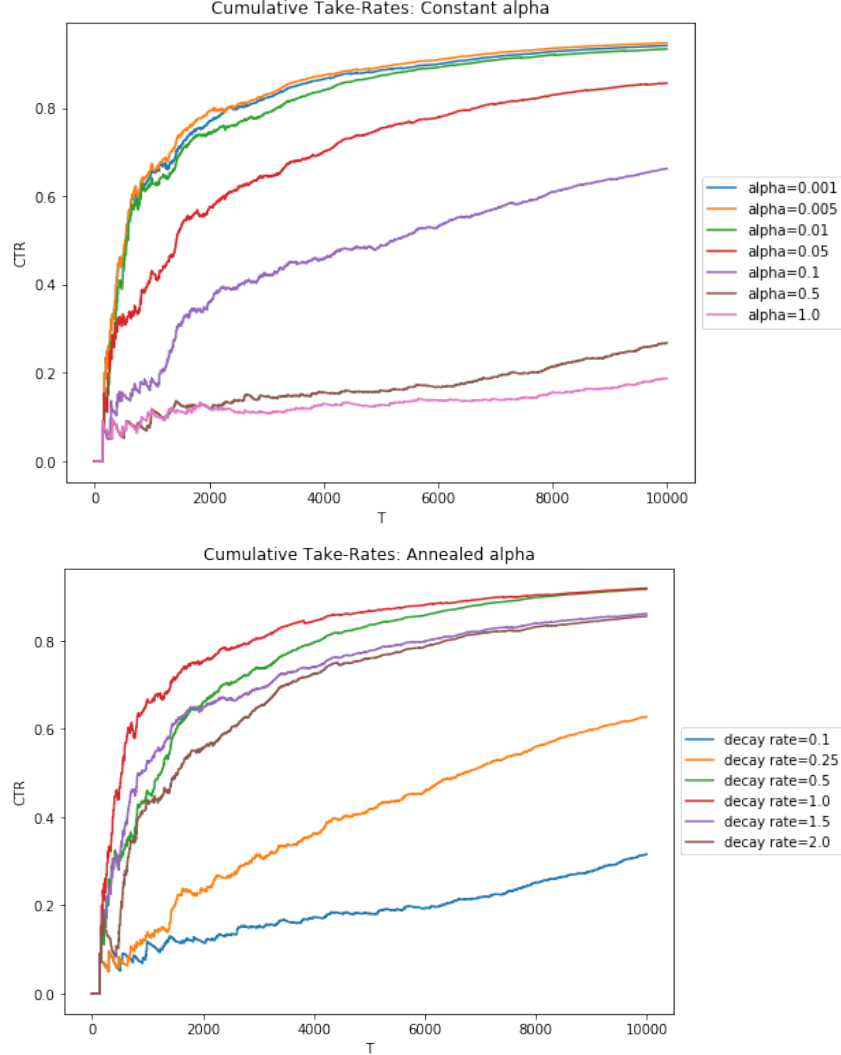 Cumulative Take-Rates: Constant alpha
CTR
0.8
0.6
0.4
0.2
0.0
0
2000
4000
6000
8000
10000
T
alpha=0.001
alpha=0.005
alpha=0.01
alpha=0.05
alpha=0.1
alpha=0.5
alpha=1.0
Cumulative Take-Rates: Annealed alpha
CTR
0.8
0.6
0.4
0.2
0.0
0
2000
4000
6000
8000
10000
T
decay rate=0.1
decay rate=0.25
decay rate=0.5
decay rate=1.0
decay rate=1.5
decay rate=2.0